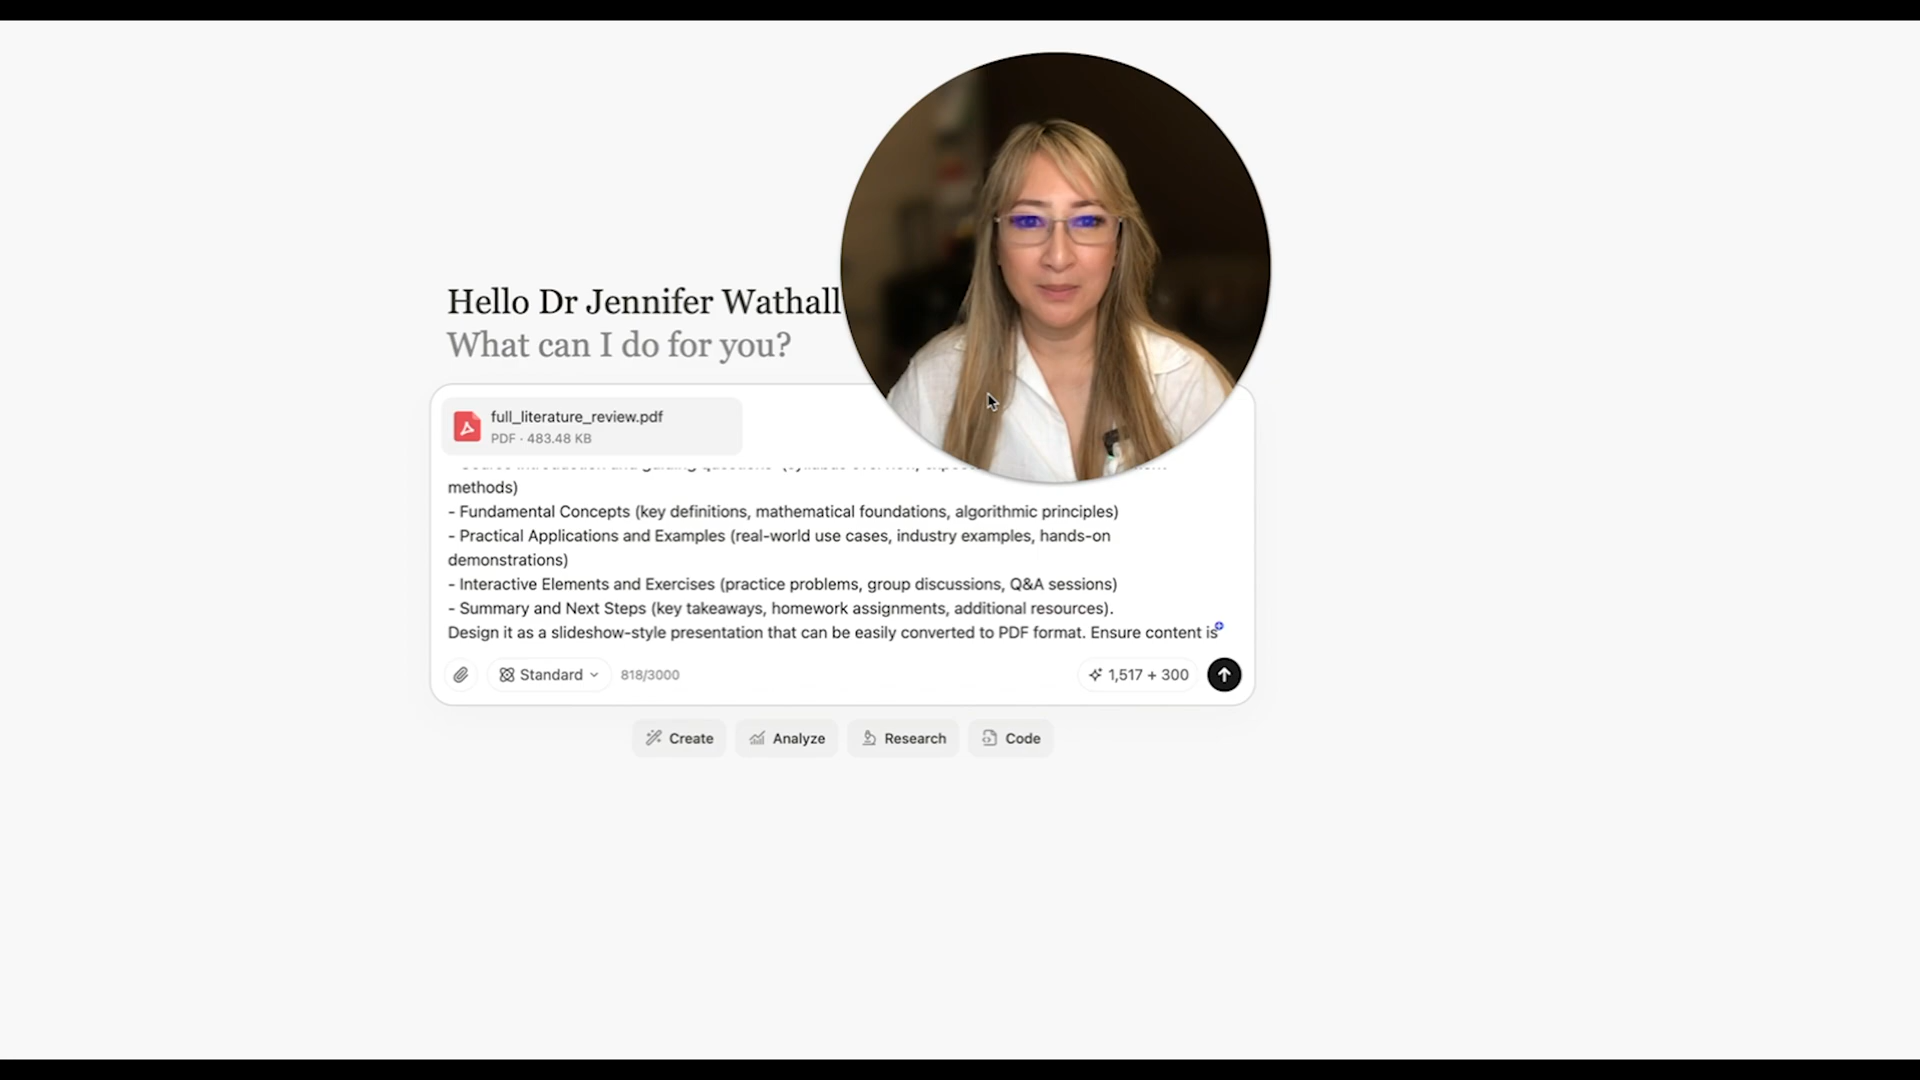 Hello Dr Jennifer Wathall
What can I do for you?
full_literature_review.pdf
PDF · 483.48 KB
methods)
- Fundamental Concepts (key definitions, mathematical foundations, algorithmic principles)
- Practical Applications and Examples (real-world use cases, industry examples, hands-on
demonstrations)
- Interactive Elements and Exercises (practice problems, group discussions, Q&A sessions)
- Summary and Next Steps (key takeaways, homework assignments, additional resources).
Design it as a slideshow-style presentation that can be easily converted to PDF format. Ensure content is
Standard
818/3000
1,517 + 300
Create
Analyze
Research
Code